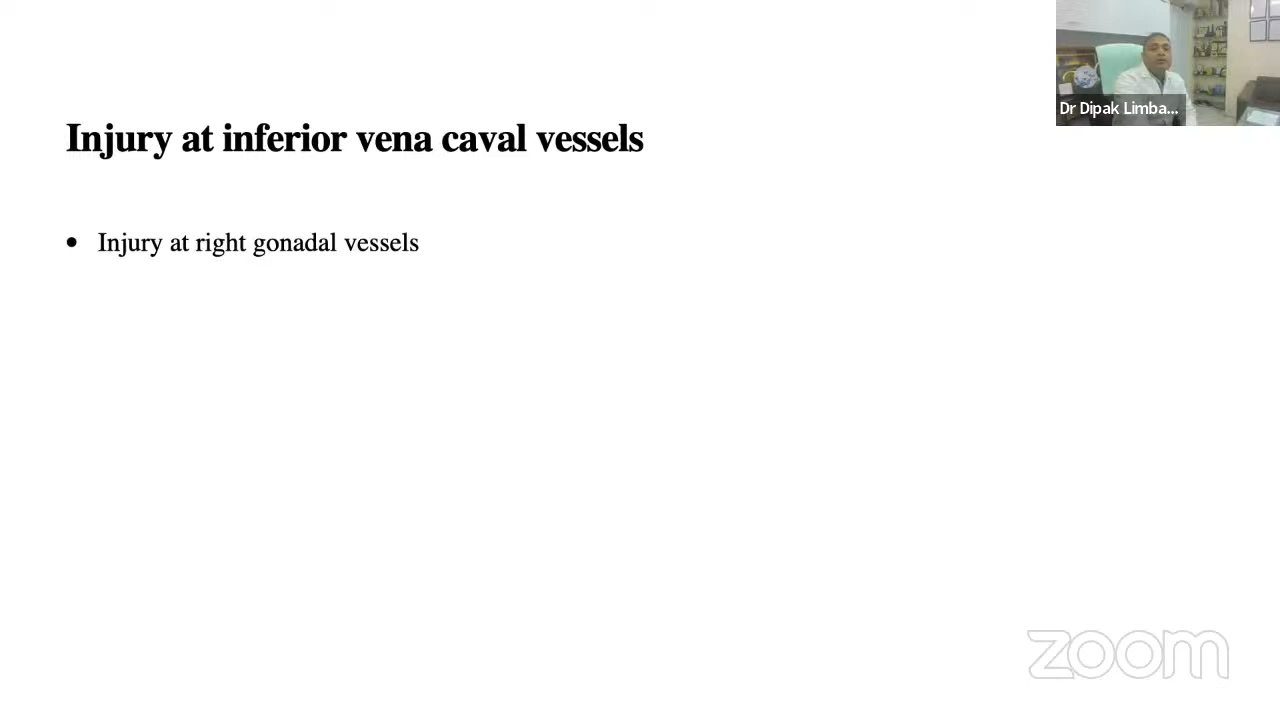 Injury at inferior vena caval vessels
• Injury at right gonadal vessels
Dr Dipak Limba...
zoom